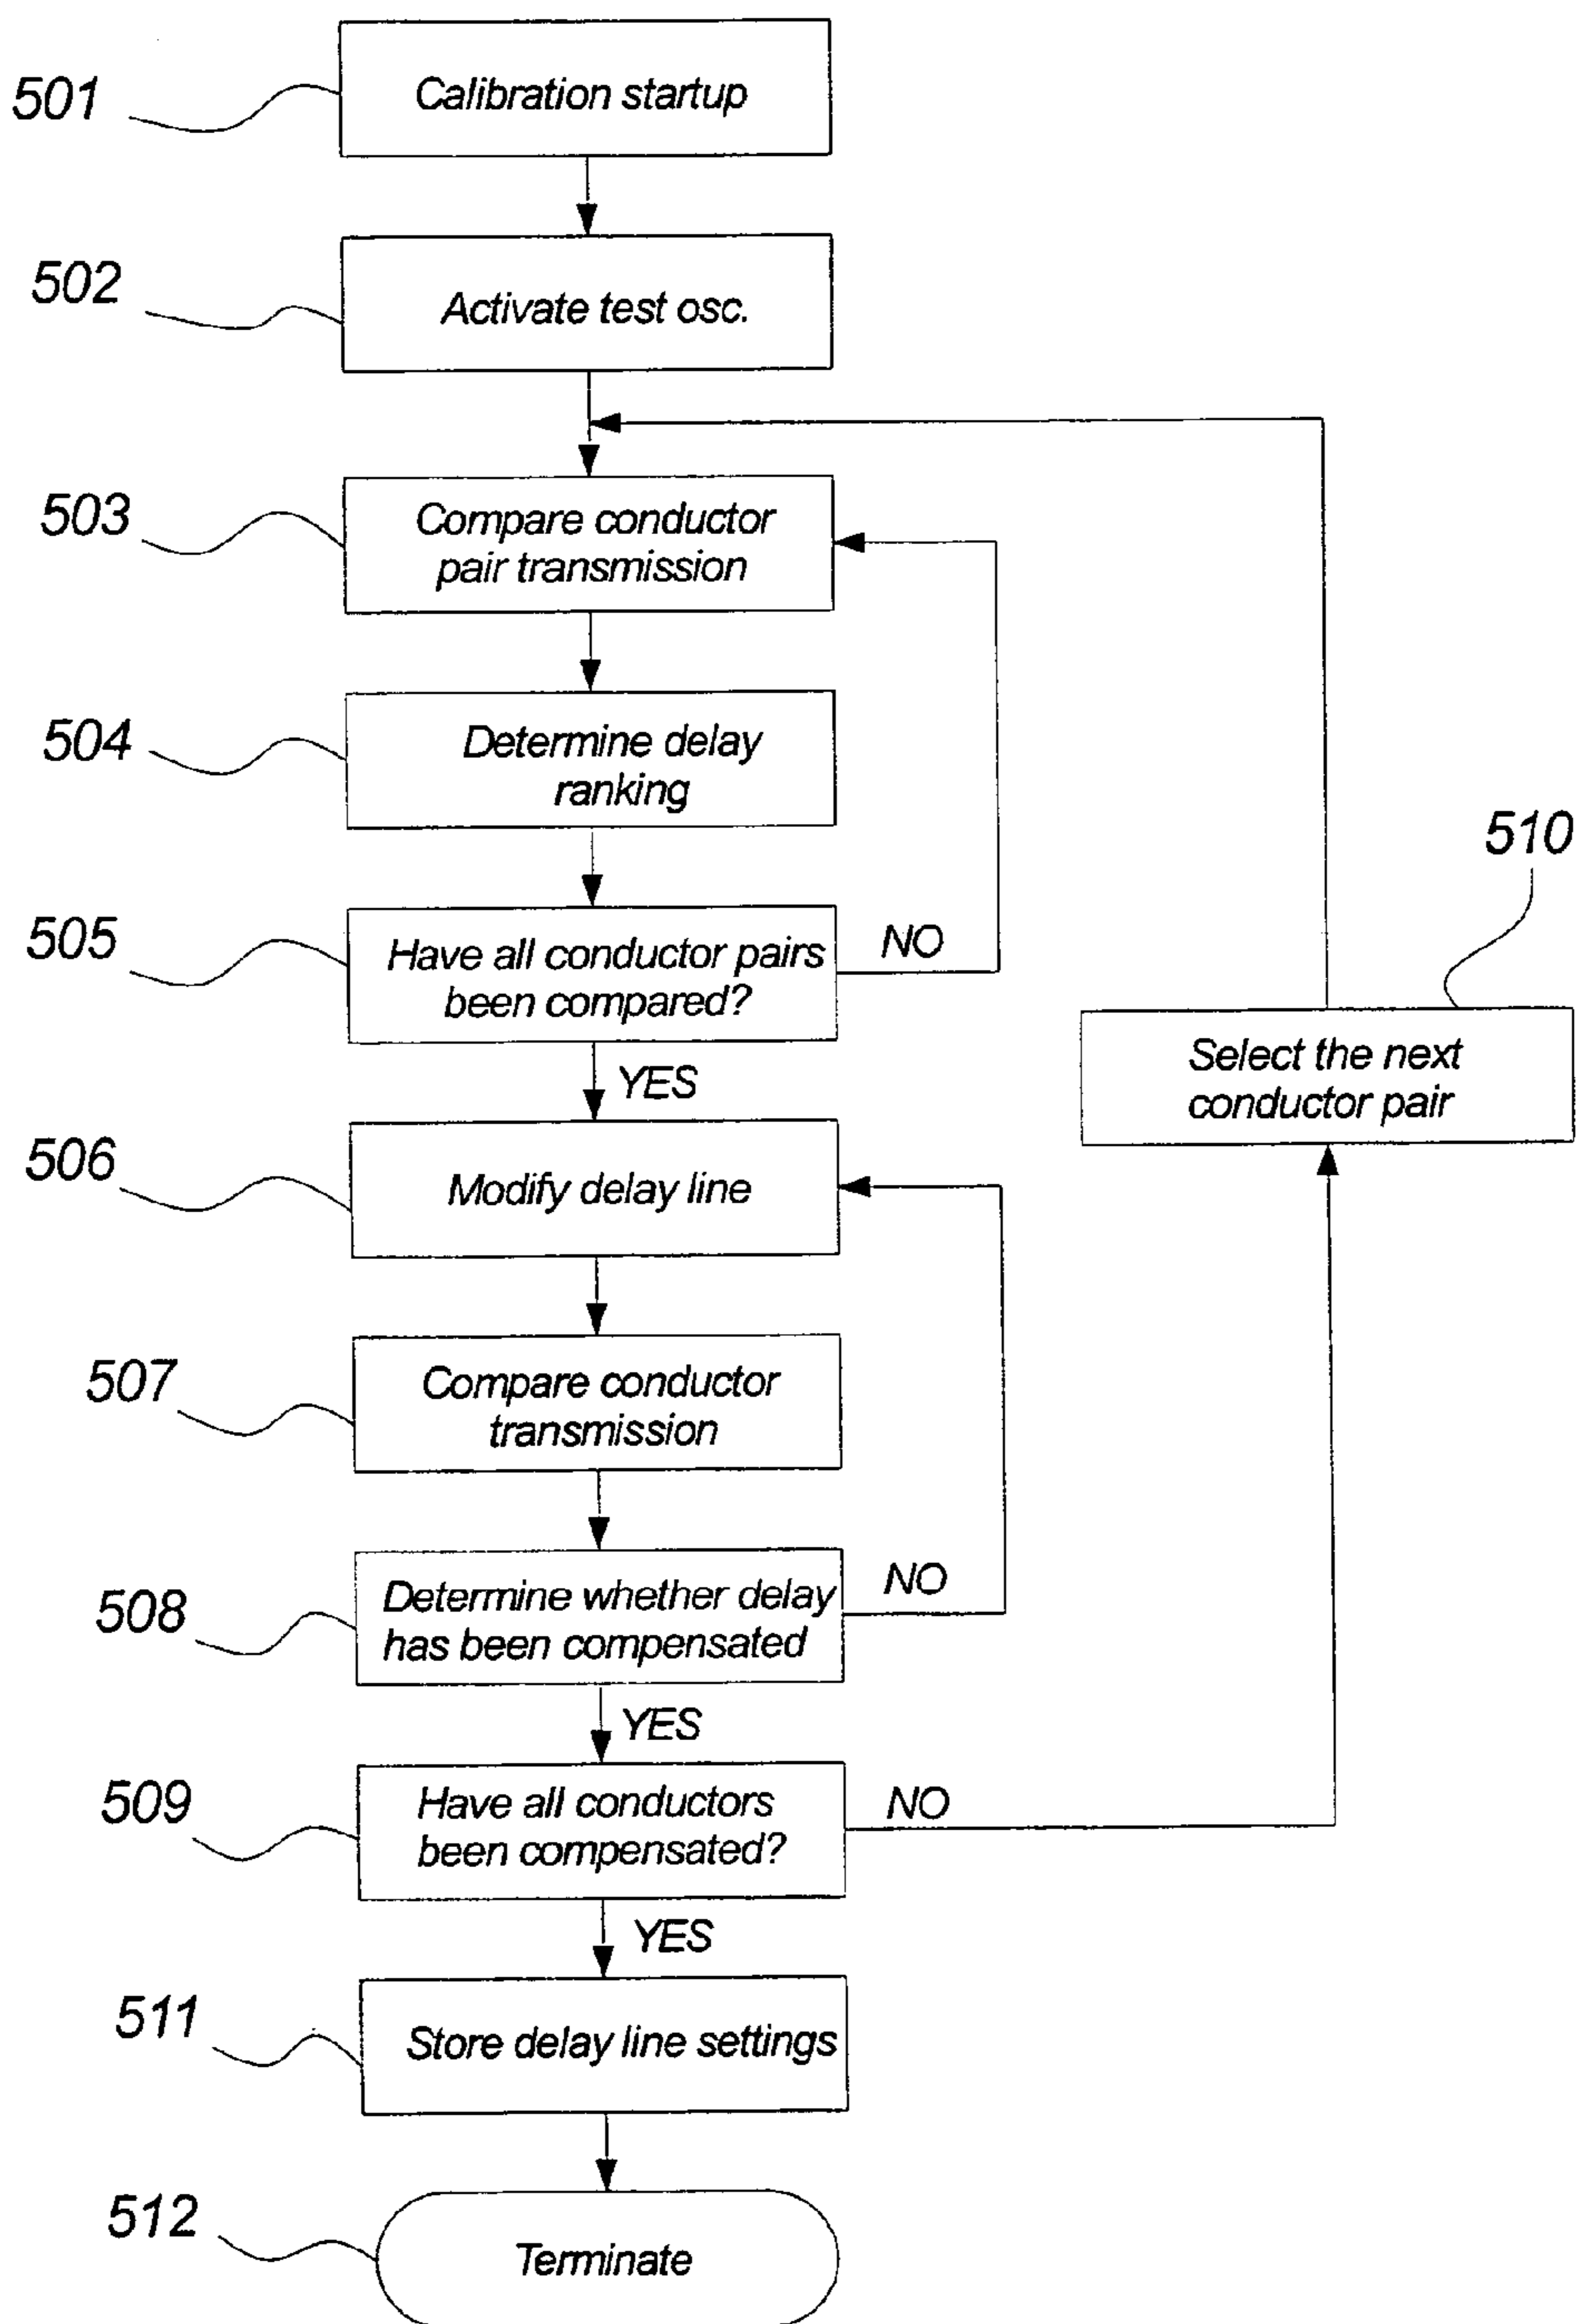 501
Calibration startup
502
Activate test osc.
503
Compare conductor
pair transmission
504
Determine delay
ranking
510
505
Have all conductor pairs
been compared?
NO
YES
Select the next
conductor pair
506
Modify delay line
507
Compare conductor
transmission
508
Determine whether delay
has been compensated
NO
YES
509
Have all conductors
been compensated?
NO
YES
511
Store delay line settings
512
Terminate